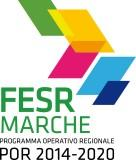 FESR
MARCHE
PROGRAMMA OPERATIVO REGIONALE
POR 2014-2020